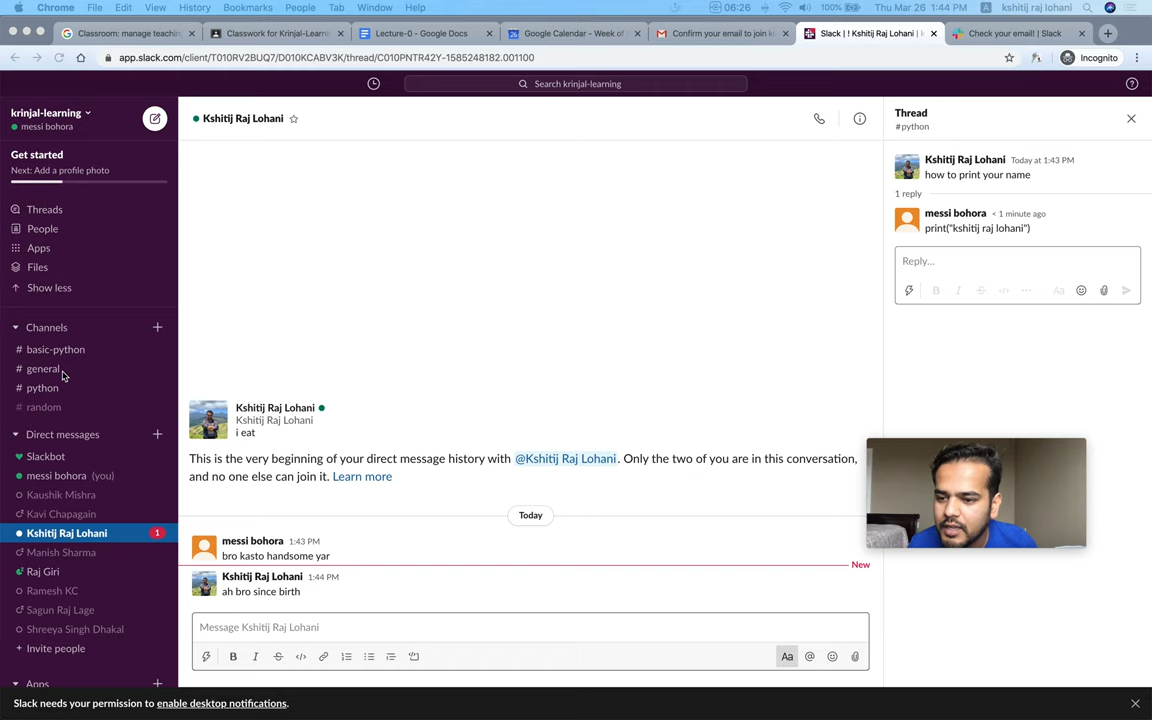 Chrome File Edit View History Bookmarks People Tab Window Help
06:26 100% Thu Mar 26 1:44 PM kshitij raj lohani
Classroom: manage teachin
Classwork for Krinjal-Learnin
Lecture-0 - Google Docs
Google Calendar - Week of
Confirm your email to join k
Slack | ! Kshitij Raj Lohani | k
Check your email! | Slack
app.slack.com/client/T010RV2BUQ7/D010KCABV3K/thread/C010PNTR42Y-1585248182.001100
Incognito
Search krinjal-learning
krinjal-learning
messi bohora
Get started
Next: Add a profile photo
Threads
People
Apps
Files
Show less
Channels
# basic-python
# general
# python
# random
Direct messages
Slackbot
messi bohora (you)
Kaushik Mishra
Kavi Chapagain
Kshitij Raj Lohani 1
Manish Sharma
Raj Giri
Ramesh KC
Sagun Raj Lage
Shreeya Singh Dhakal
+ Invite people
Apps
Kshitij Raj Lohani
Kshitij Raj Lohani
Kshitij Raj Lohani
i eat
This is the very beginning of your direct message history with @Kshitij Raj Lohani. Only the two of you are in this conversation,
and no one else can join it. Learn more
Today
messi bohora 1:43 PM
bro kasto handsome yar
New
Kshitij Raj Lohani 1:44 PM
ah bro since birth
Message Kshitij Raj Lohani
B I S Aa @
Thread
#python
Kshitij Raj Lohani Today at 1:43 PM
how to print your name
1 reply
messi bohora < 1 minute ago
print("kshitij raj lohani")
Reply...
B I S Aa
Slack needs your permission to enable desktop notifications.